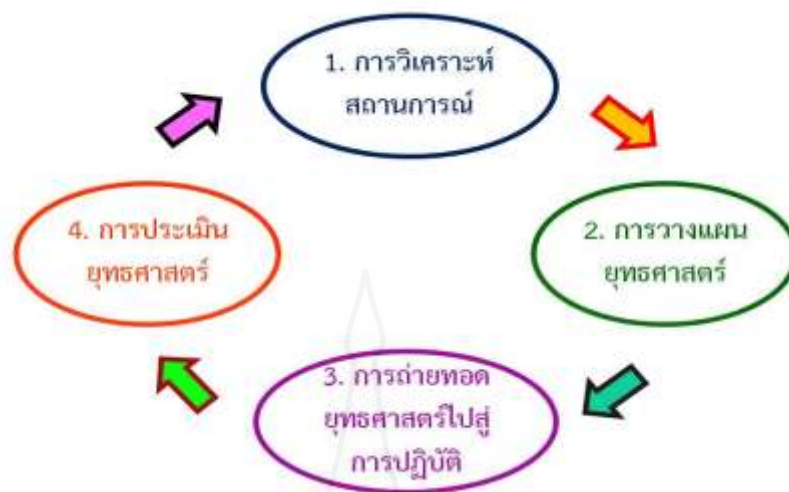 1. การวิเคราะห์
สถานการณ์
2. การวางแผน
ยุทธศาสตร์
3. การถ่ายทอด
ยุทธศาสตร์ไปสู่
การปฏิบัติ
4. การประเมิน
ยุทธศาสตร์